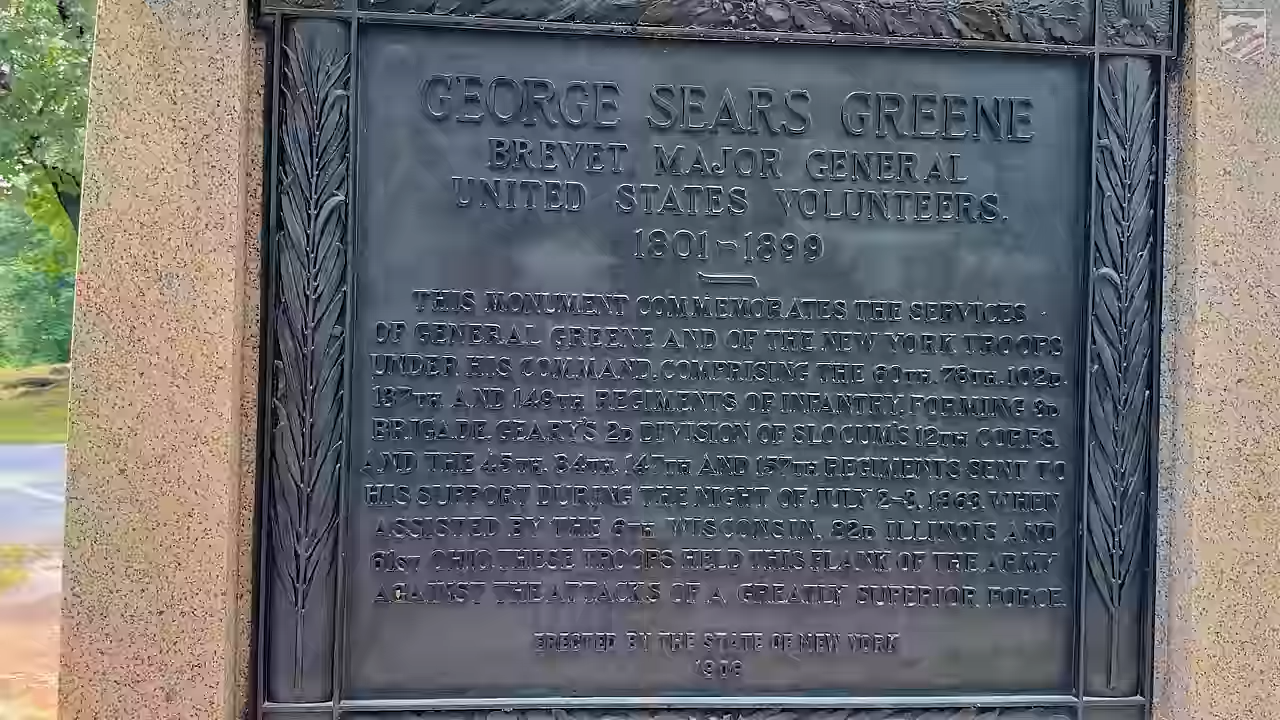 GEORGE SEARS GREENE
BREVET MAJOR GENERAL
UNITED STATES VOLUNTEERS.
1801-1899
THIS MONUMENT COMMEMORATES THE SERVICES
OF GENERAL GREENE AND OF THE NEW YORK TROOPS
UNDER HIS COMMAND, COMPRISING THE 60TH, 78TH, 102D,
137TH AND 149TH REGIMENTS OF INFANTRY, FORMING 3D
BRIGADE, GEARY'S 2D DIVISION OF SLOCUM'S 12TH CORPS.
AND THE 45TH, 84TH, 147TH AND 157TH REGIMENTS SENT TO
HIS SUPPORT DURING THE NIGHT OF JULY 2-3, 1863, WHEN
ASSISTED BY THE 6TH WISCONSIN, 82D ILLINOIS AND
61ST OHIO THESE TROOPS HELD THIS FLANK OF THE ARMY
AGAINST THE ATTACKS OF A GREATLY SUPERIOR FORCE.
ERECTED BY THE STATE OF NEW YORK
1906